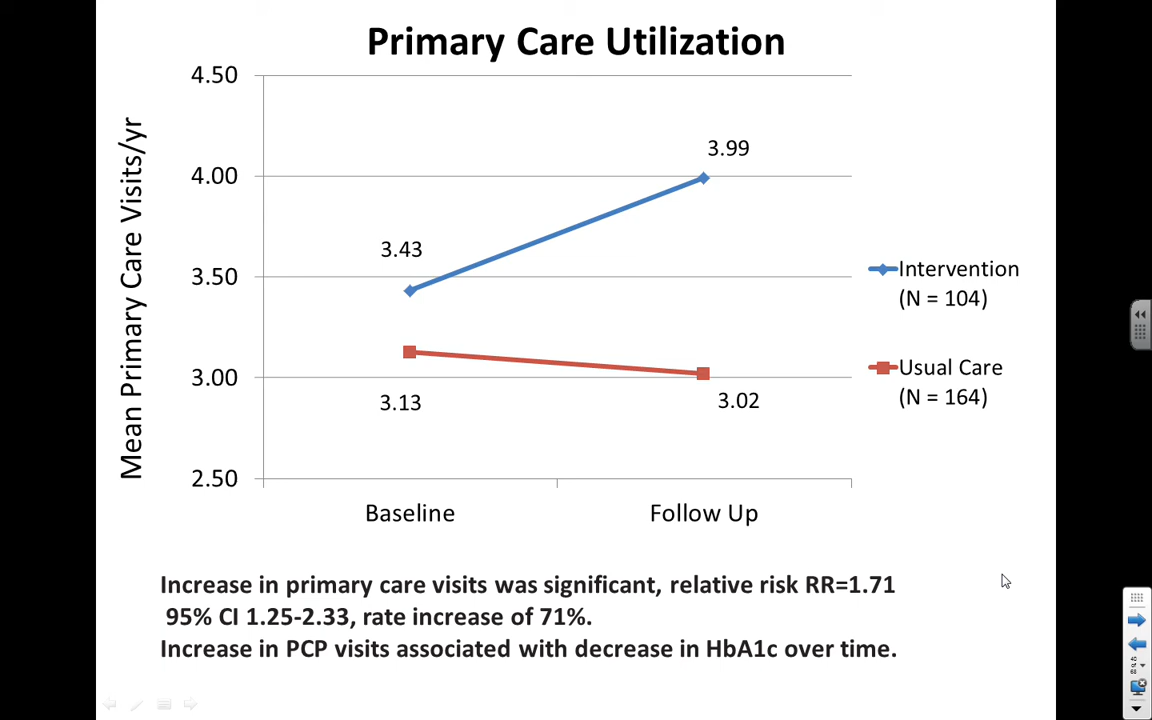 Primary Care Utilization
4.50
4.00
3.50
3.00
2.50
Mean Primary Care Visits/yr
3.43
3.99
3.13
3.02
Baseline
Follow Up
Intervention
(N = 104)
Usual Care
(N = 164)
Increase in primary care visits was significant, relative risk RR=1.71
95% CI 1.25-2.33, rate increase of 71%.
Increase in PCP visits associated with decrease in HbA1c over time.